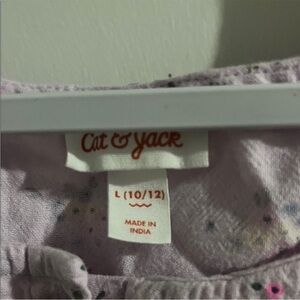 Cat & Jack
L (10/12)
MADE IN
INDIA